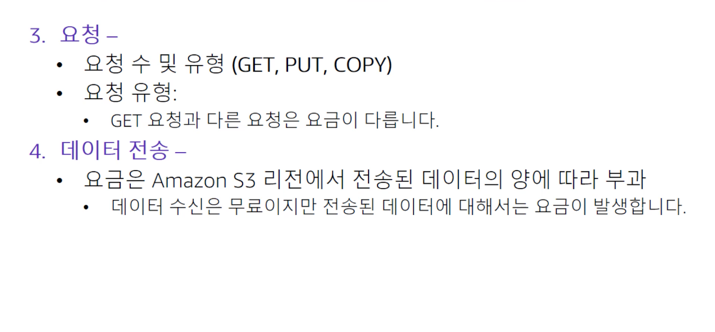 3. 요청 –
• 요청 수 및 유형 (GET, PUT, COPY)
• 요청 유형:
• GET 요청과 다른 요청은 요금이 다릅니다.
4. 데이터 전송 –
• 요금은 Amazon S3 리전에서 전송된 데이터의 양에 따라 부과
• 데이터 수신은 무료이지만 전송된 데이터에 대해서는 요금이 발생합니다.